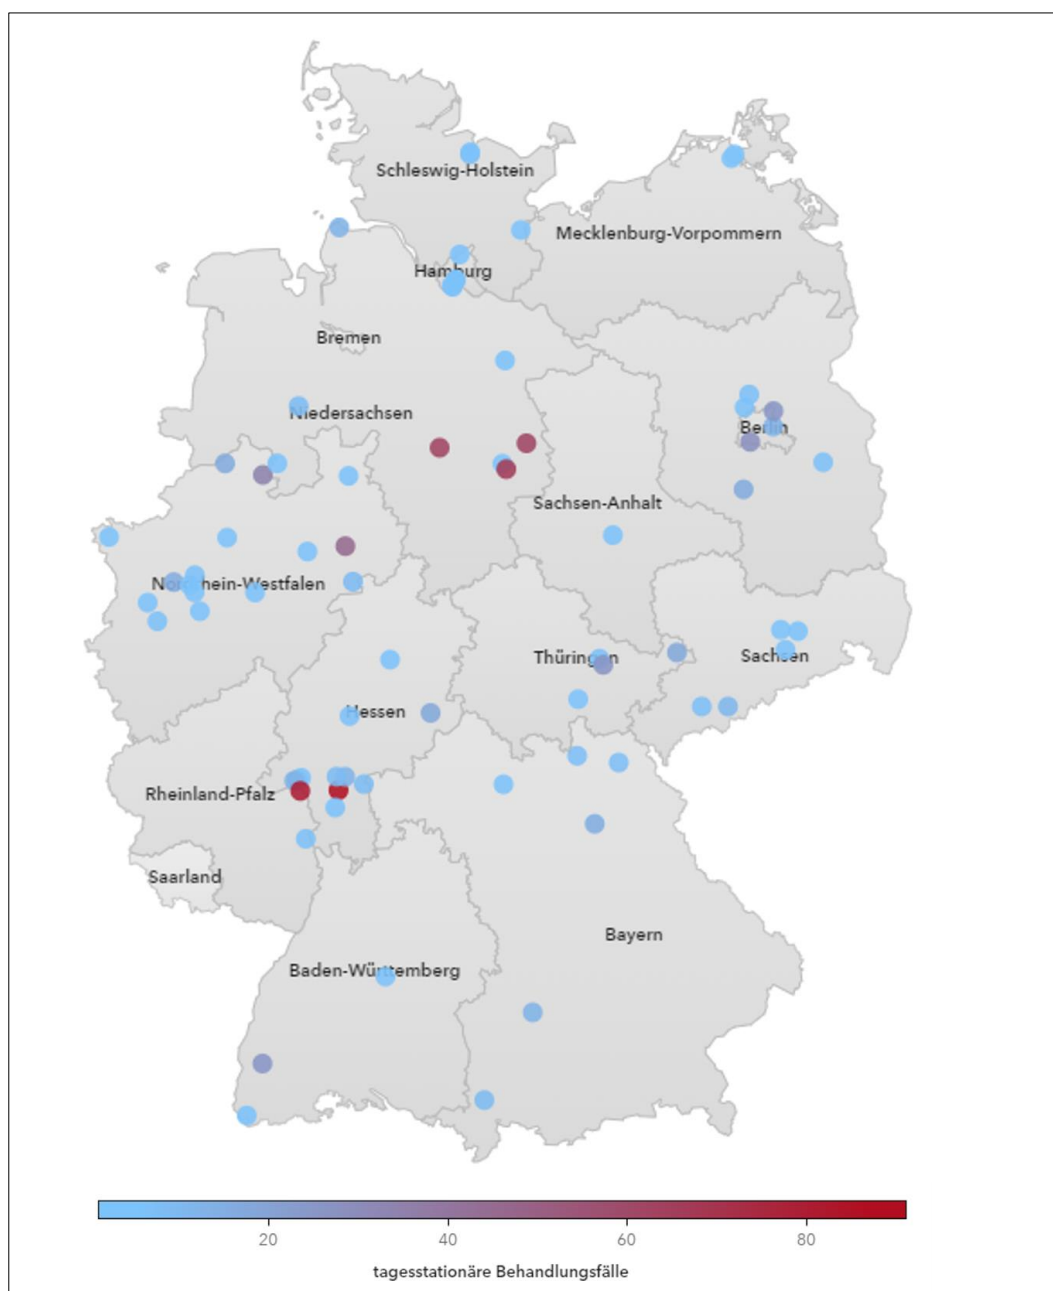 Schleswig-Holstein
Mecklenburg-Vorpommern
Hamburg
Bremen
Niedersachsen
Berlin
Sachsen-Anhalt
Nordrhein-Westfalen
Thüringen
Sachsen
Hessen
Rheinland-Pfalz
Saarland
Bayern
Baden-Württemberg
20 40 60 80
tagesstationäre Behandlungsfälle